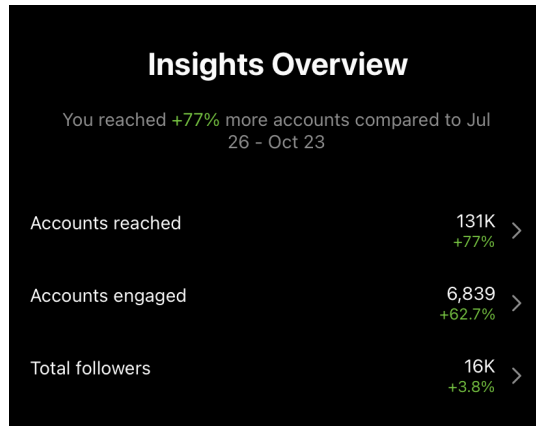 Insights Overview
You reached +77% more accounts compared to Jul
26 - Oct 23
Accounts reached
131K
+77%
Accounts engaged
6,839
+62.7%
Total followers
16K
+3.8%